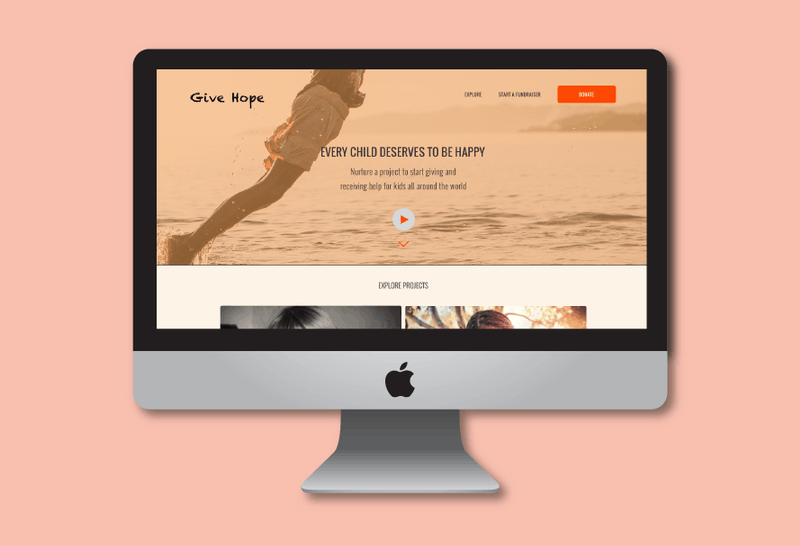 Give Hope
EXPLORE
START A FUNDRAISER
DONATE
EVERY CHILD DESERVES TO BE HAPPY
Nurture a project to start giving and
receiving help for kids all around the world
EXPLORE PROJECTS